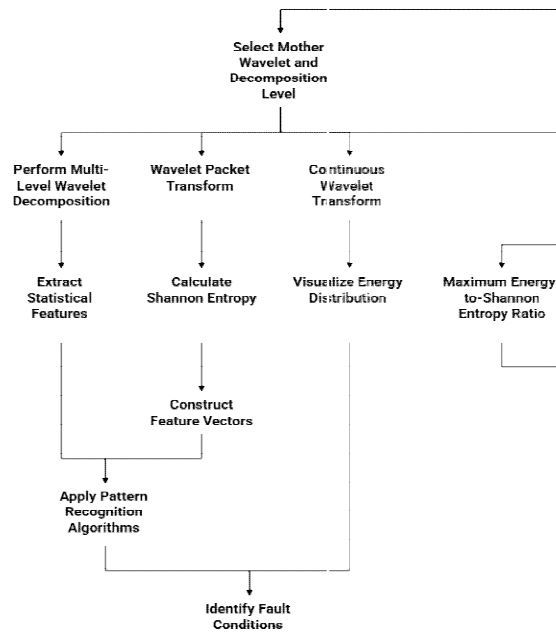 Select Mother
Wavelet and
Decomposition
Level
Perform Multi-
Level Wavelet
Decomposition
Wavelet Packet
Transform
Continuous
Wavelet
Transform
Extract
Statistical
Features
Calculate
Shannon Entropy
Visualize Energy
Distribution
Maximum Energy
to-Shannon
Entropy Ratio
Construct
Feature Vectors
Apply Pattern
Recognition
Algorithms
Identify Fault
Conditions